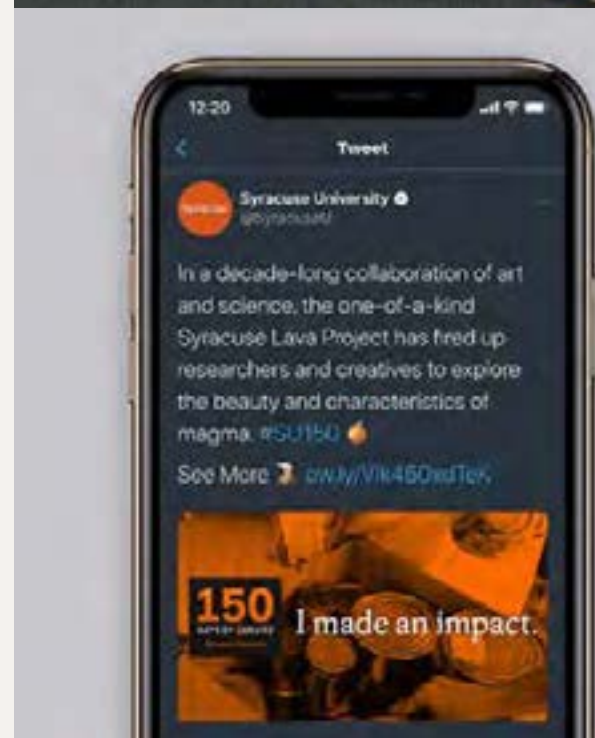 12:20
Tweet
Syracuse University
@SyracuseU
In a decade-long collaboration of art
and science, the one-of-a-kind
Syracuse Lava Project has fired up
researchers and creatives to explore
the beauty and characteristics of
magma. #SU150
See More
150
I made an impact.